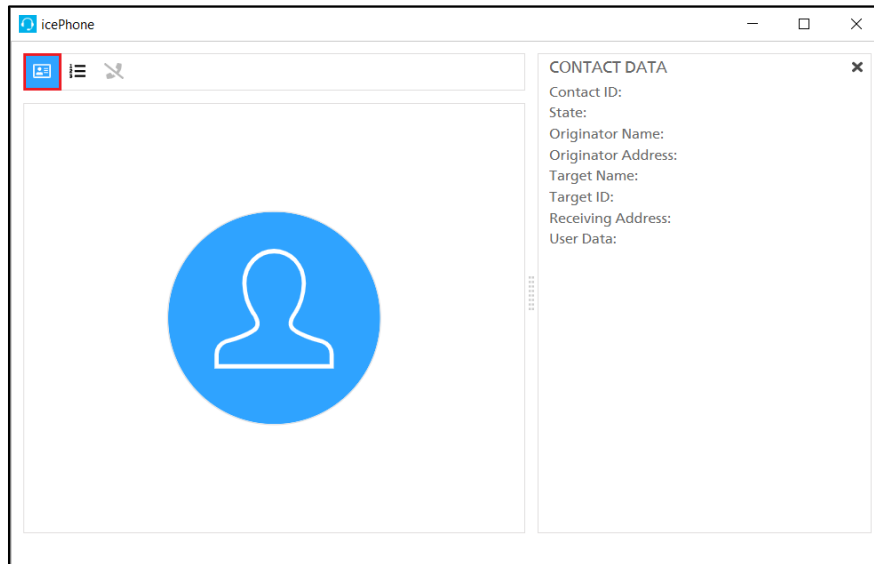 icePhone
CONTACT DATA
Contact ID:
State:
Originator Name:
Originator Address:
Target Name:
Target ID:
Receiving Address:
User Data: